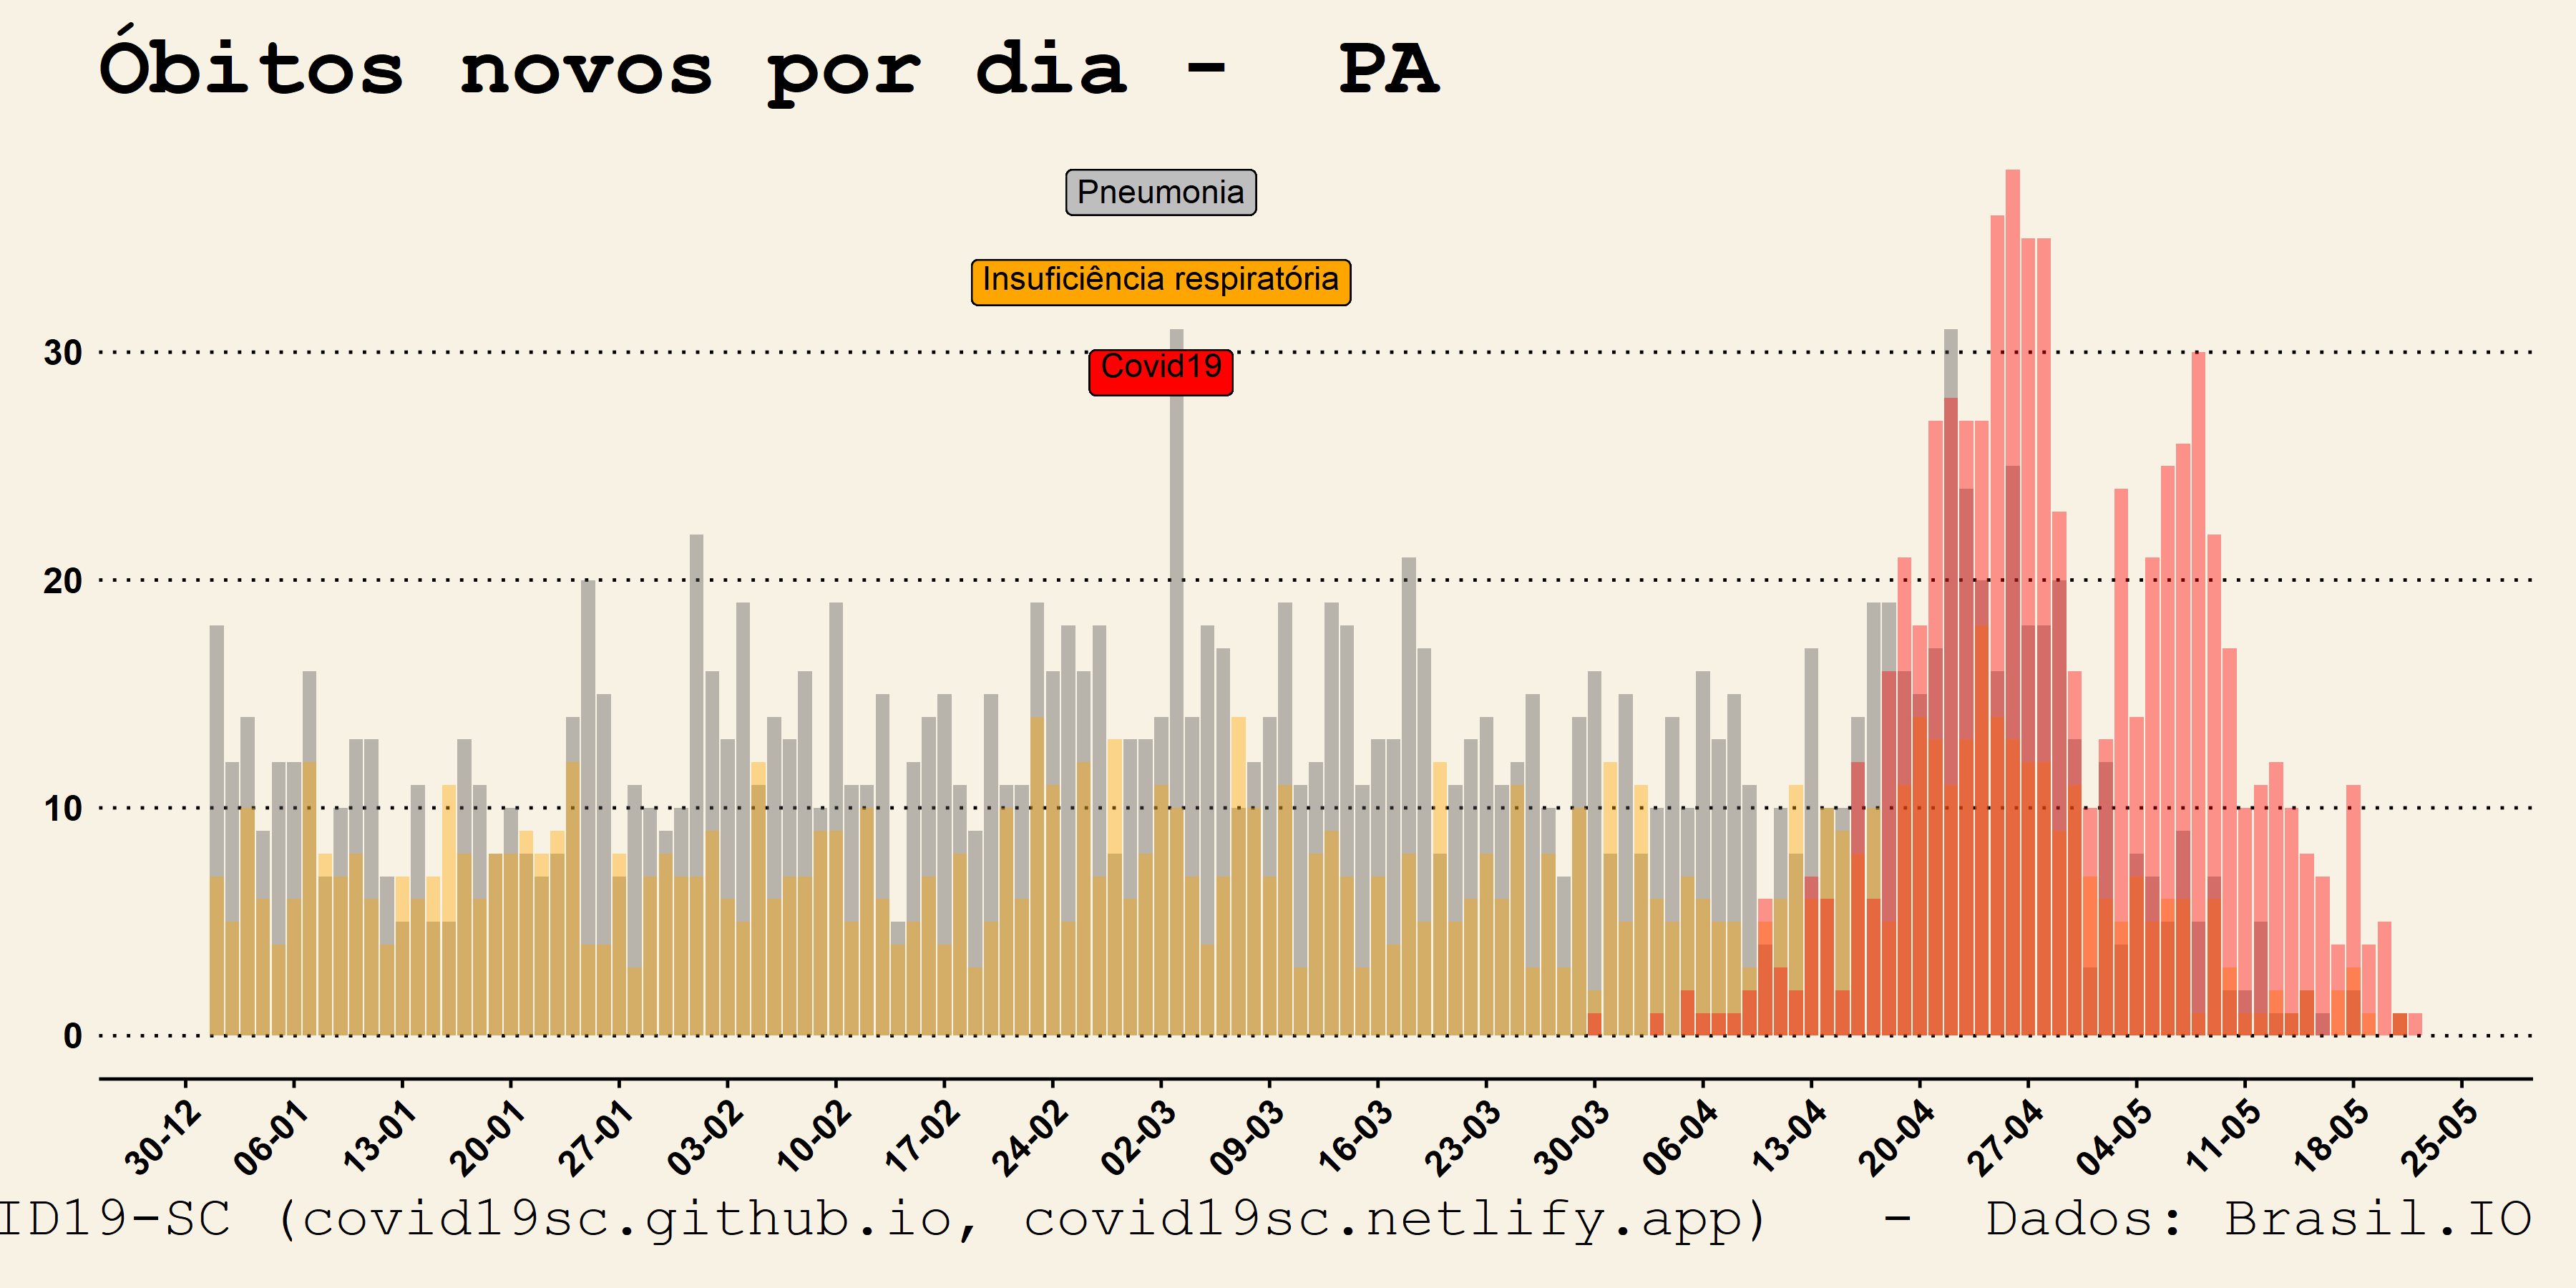 Óbitos novos por dia -  PA
Pneumonia
Insuficiência respiratória
30
Covid19
20
10
0
30-12 06-01 13-01 20-01 27-01 03-02 10-02 17-02 24-02 02-03 09-03 16-03 23-03 30-03 06-04 13-04 20-04 27-04 04-05 11-05 18-05 25-05
ID19-SC (covid19sc.github.io, covid19sc.netlify.app)  -  Dados: Brasil.IO